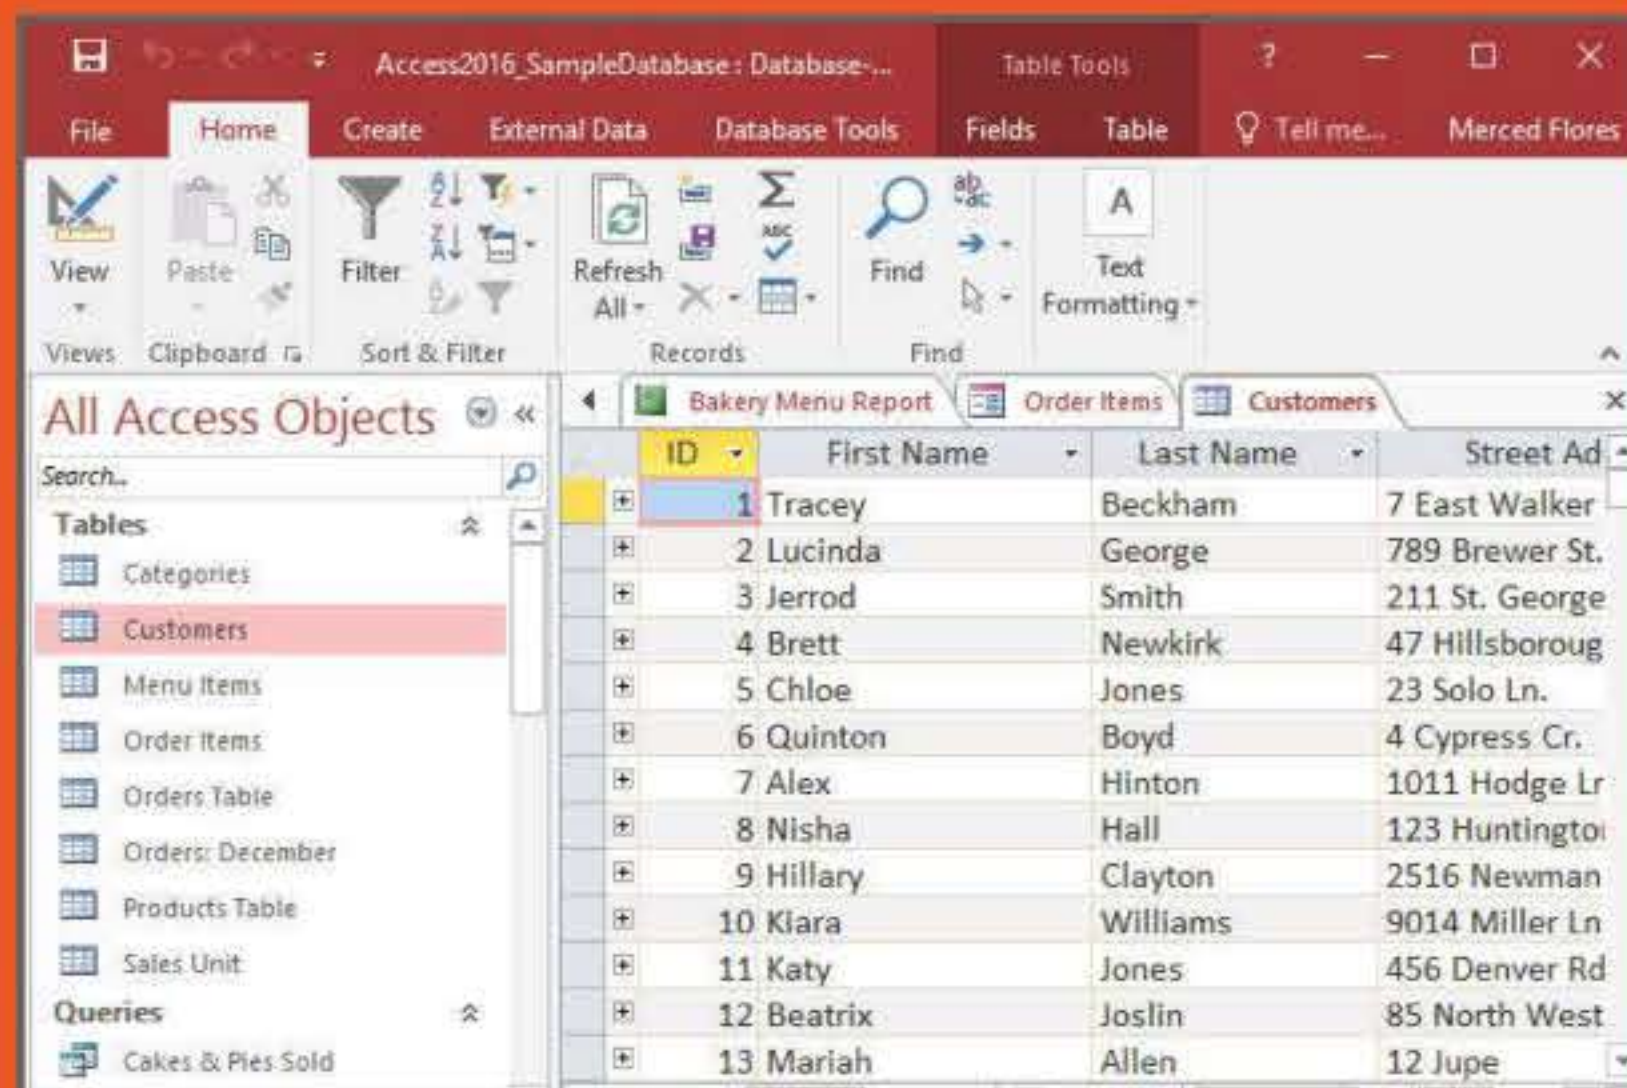 Access2016_SampleDatabase : Database-... Table Tools ?
File Home Create External Data Database Tools Fields Table Tell me... Merced Flores
View Paste Filter Refresh All Find Text Formatting
Views Clipboard Sort & Filter Records Find
All Access Objects
Search...
Tables
Categories
Customers
Menu Items
Order Items
Orders Table
Orders: December
Products Table
Sales Unit
Queries
Cakes & Pies Sold
Bakery Menu Report Order Items Customers
ID First Name Last Name Street Ad
1 Tracey Beckham 7 East Walker
2 Lucinda George 789 Brewer St.
3 Jerrod Smith 211 St. George
4 Brett Newkirk 47 Hillsboroug
5 Chloe Jones 23 Solo Ln.
6 Quinton Boyd 4 Cypress Cr.
7 Alex Hinton 1011 Hodge Ln
8 Nisha Hall 123 Huntington
9 Hillary Clayton 2516 Newman
10 Kiara Williams 9014 Miller Ln
11 Katy Jones 456 Denver Rd
12 Beatrix Joslin 85 North West
13 Mariah Allen 12 Jupe